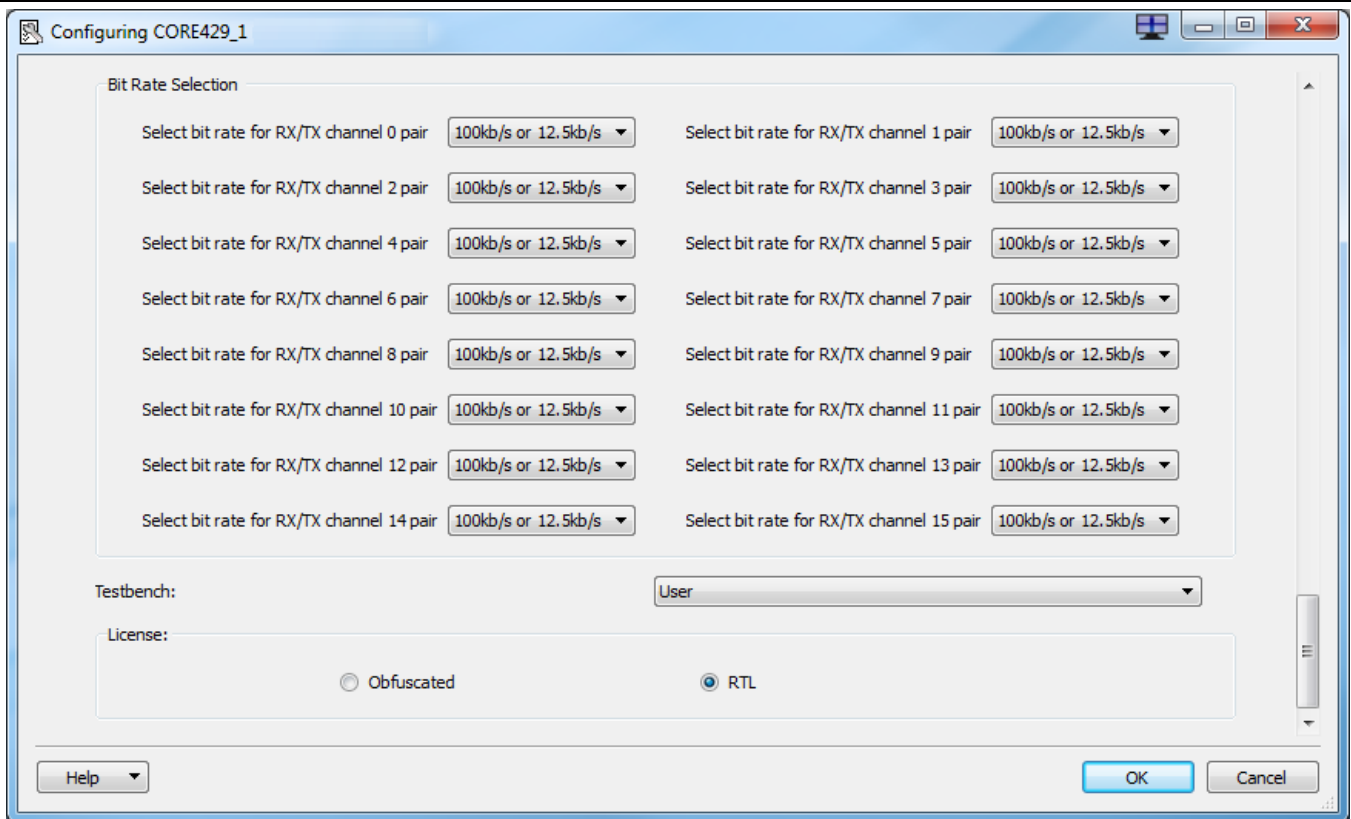 Configuring CORE429_1
Bit Rate Selection
Select bit rate for RX/TX channel 0 pair 100kb/s or 12.5kb/s Select bit rate for RX/TX channel 1 pair 100kb/s or 12.5kb/s
Select bit rate for RX/TX channel 2 pair 100kb/s or 12.5kb/s Select bit rate for RX/TX channel 3 pair 100kb/s or 12.5kb/s
Select bit rate for RX/TX channel 4 pair 100kb/s or 12.5kb/s Select bit rate for RX/TX channel 5 pair 100kb/s or 12.5kb/s
Select bit rate for RX/TX channel 6 pair 100kb/s or 12.5kb/s Select bit rate for RX/TX channel 7 pair 100kb/s or 12.5kb/s
Select bit rate for RX/TX channel 8 pair 100kb/s or 12.5kb/s Select bit rate for RX/TX channel 9 pair 100kb/s or 12.5kb/s
Select bit rate for RX/TX channel 10 pair 100kb/s or 12.5kb/s Select bit rate for RX/TX channel 11 pair 100kb/s or 12.5kb/s
Select bit rate for RX/TX channel 12 pair 100kb/s or 12.5kb/s Select bit rate for RX/TX channel 13 pair 100kb/s or 12.5kb/s
Select bit rate for RX/TX channel 14 pair 100kb/s or 12.5kb/s Select bit rate for RX/TX channel 15 pair 100kb/s or 12.5kb/s
Testbench: User
License:
Obfuscated RTL
Help OK Cancel